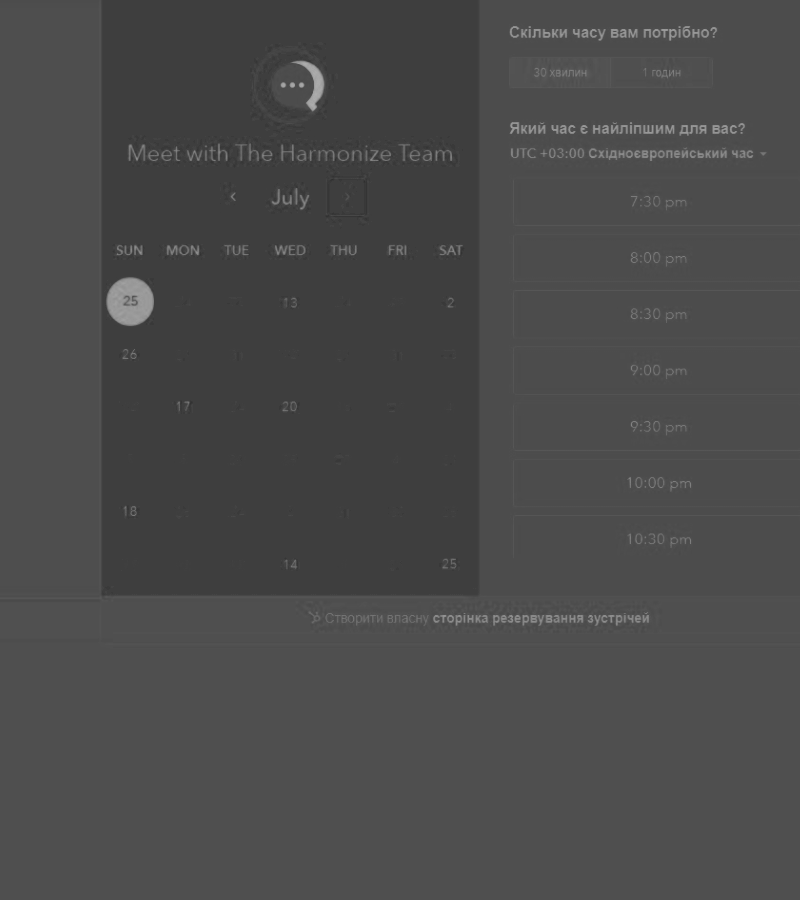 Meet with The Harmonize Team
July
SUN MON TUE WED THU FRI SAT
25 13 2
26
17 20
18
14 25
Скільки часу вам потрібно?
30 хвилин 1 годин
Який час є найліпшим для вас?
UTC +03:00 Східноєвропейський час
7:30 pm
8:00 pm
8:30 pm
9:00 pm
9:30 pm
10:00 pm
10:30 pm
Створити власну сторінка резервування зустрічей